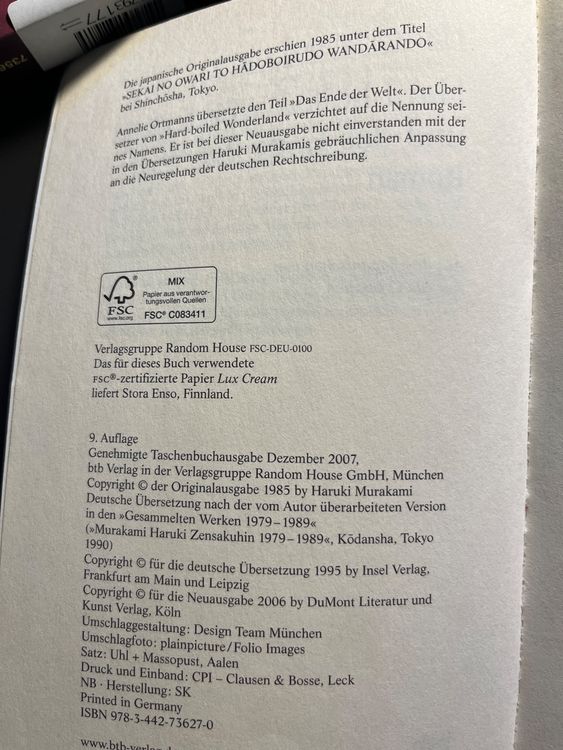 793177
7356
Die japanische Originalausgabe erschien 1985 unter dem Titel
»SEKAI NO OWARI TO HĀDOBOIRUDO WANDĀRANDO«
bei Shinchōsha, Tokyo.
Annelie Ortmanns übersetzte den Teil »Das Ende der Welt«. Der Über-
setzer von »Hard-boiled Wonderland« verzichtet auf die Nennung sei-
nes Namens. Er ist bei dieser Neuausgabe nicht einverstanden mit der
in den Übersetzungen Haruki Murakamis gebräuchlichen Anpassung
an die Neuregelung der deutschen Rechtschreibung.
FSC
www.fsc.org
MIX
Papier aus verantwor-
tungsvollen Quellen
FSC® C083411
Verlagsgruppe Random House FSC-DEU-0100
Das für dieses Buch verwendete
FSC®-zertifizierte Papier Lux Cream
liefert Stora Enso, Finnland.
9. Auflage
Genehmigte Taschenbuchausgabe Dezember 2007,
btb Verlag in der Verlagsgruppe Random House GmbH, München
Copyright © der Originalausgabe 1985 by Haruki Murakami
Deutsche Übersetzung nach der vom Autor überarbeiteten Version
in den »Gesammelten Werken 1979–1989«
(»Murakami Haruki Zensakuhin 1979–1989«, Kōdansha, Tokyo
1990)
Copyright © für die deutsche Übersetzung 1995 by Insel Verlag,
Frankfurt am Main und Leipzig
Copyright © für die Neuausgabe 2006 by DuMont Literatur und
Kunst Verlag, Köln
Umschlaggestaltung: Design Team München
Umschlagfoto: plainpicture/Folio Images
Satz: Uhl + Massopust, Aalen
Druck und Einband: CPI – Clausen & Bosse, Leck
NB · Herstellung: SK
Printed in Germany
ISBN 978-3-442-73627-0